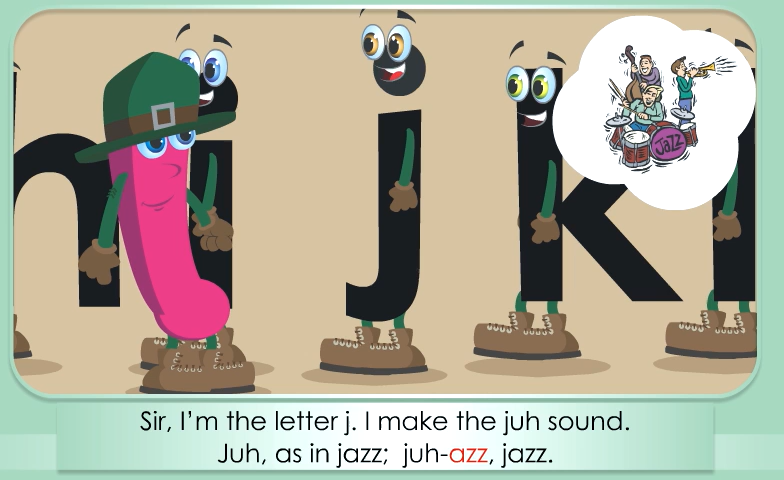 h i j k l
Jazz
Sir, I'm the letter j. I make the juh sound.
Juh, as in jazz;  juh-azz, jazz.